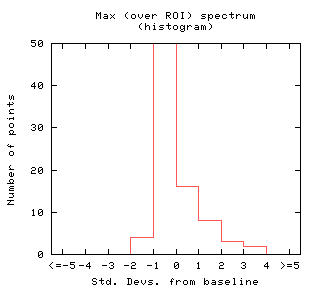 Max (over ROI) spectrum
(histogram)
50
40
30
20
10
0
Number of points
<=-5 -4 -3 -2 -1 0 1 2 3 4 >=5
Std. Devs. from baseline